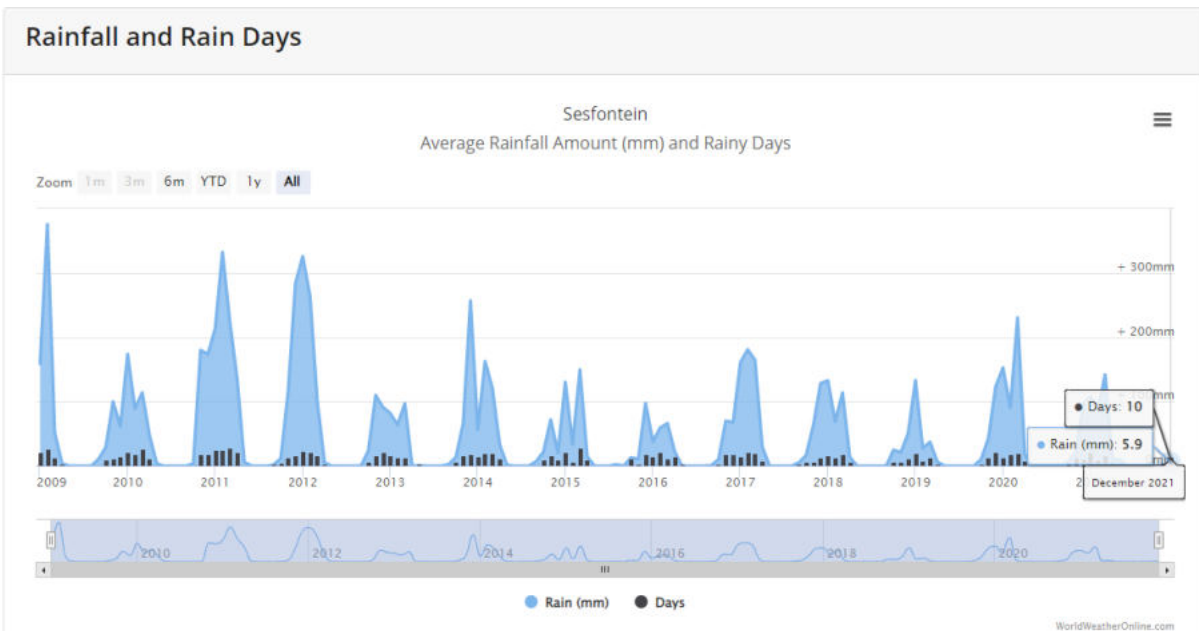 Rainfall and Rain Days
Sesfontein
Average Rainfall Amount (mm) and Rainy Days
Zoom 1m 3m 6m YTD 1y All
+ 300mm
+ 200mm
Days: 10
Rain (mm): 5.9
December 2021
2009 2010 2011 2012 2013 2014 2015 2016 2017 2018 2019 2020
2010 2012 2014 2016 2018 2020
Rain (mm) Days
WorldWeatherOnline.com